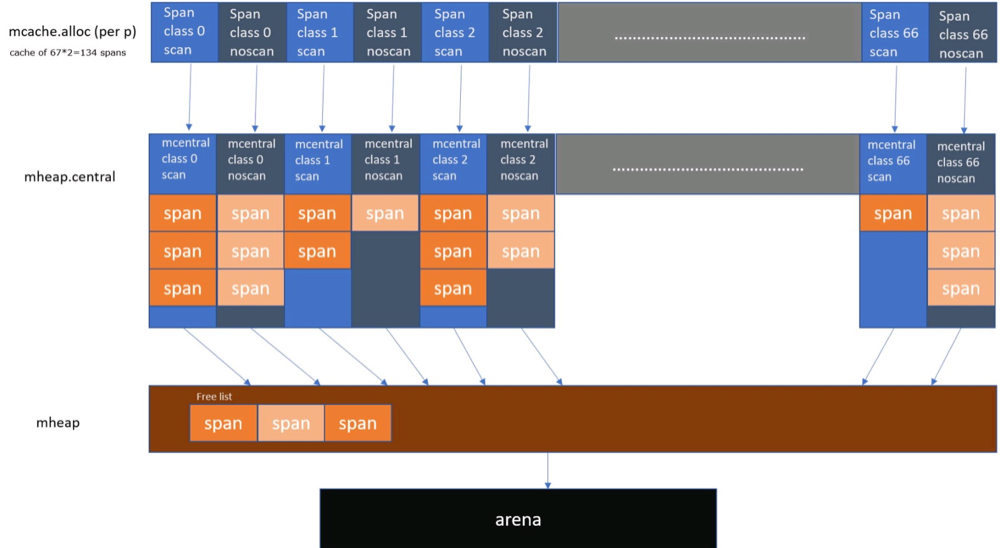 mcache.alloc (per p)
cache of 67*2=134 spans
Span
class 0
scan
Span
class 0
noscan
Span
class 1
scan
Span
class 1
noscan
Span
class 2
scan
Span
class 2
noscan
........................................
Span
class 66
scan
Span
class 66
noscan
mheap.central
mcentral
class 0
scan
mcentral
class 0
noscan
mcentral
class 1
scan
mcentral
class 1
noscan
mcentral
class 2
scan
mcentral
class 2
noscan
........................................
mcentral
class 66
scan
mcentral
class 66
noscan
span span span span span span span span
span span span span span span
span span span span
mheap
Free list
span span span
arena